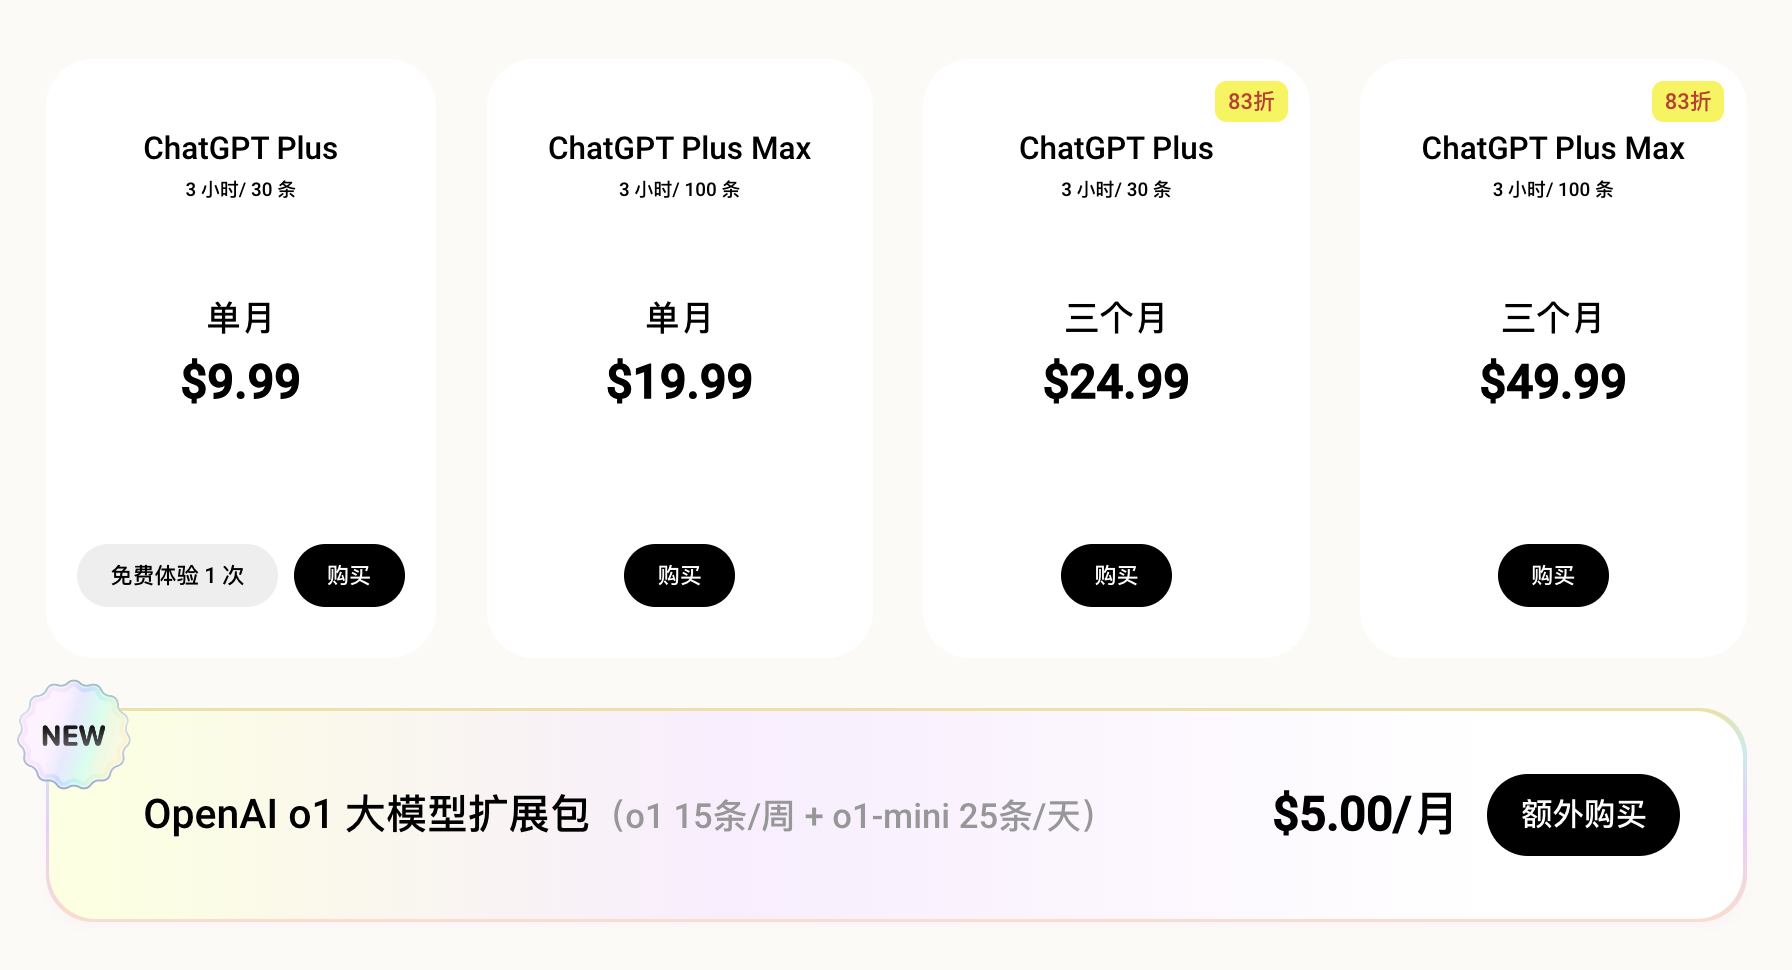 ChatGPT Plus
3 小时/ 30 条
单月
$9.99
免费体验 1 次
购买
ChatGPT Plus Max
3 小时/ 100 条
单月
$19.99
购买
83折
ChatGPT Plus
3 小时/ 30 条
三个月
$24.99
购买
83折
ChatGPT Plus Max
3 小时/ 100 条
三个月
$49.99
购买
NEW
OpenAI o1 大模型扩展包（o1 15条/周 + o1-mini 25条/天）
$5.00/月
额外购买